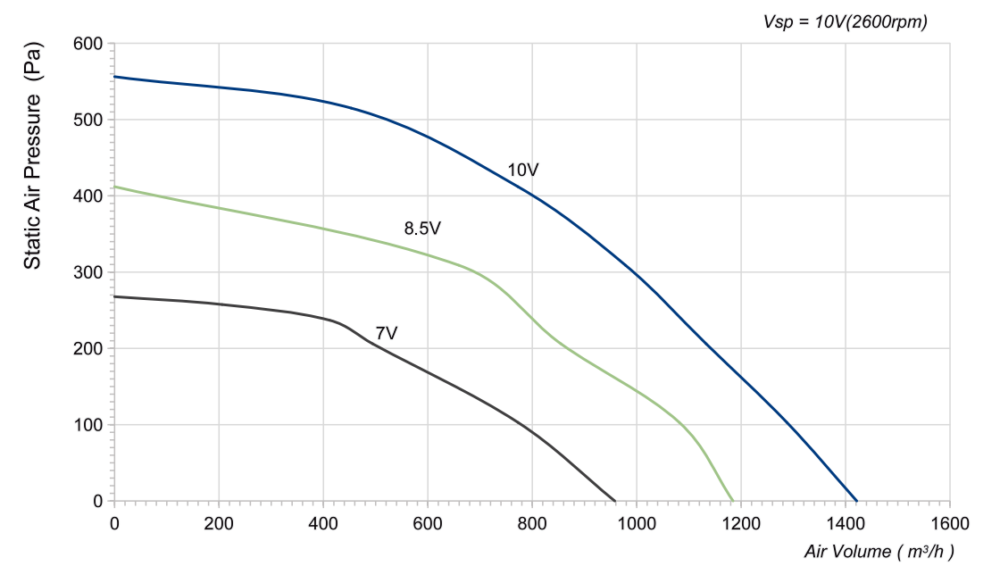 Vsp = 10V(2600rpm)
Static Air Pressure (Pa)
600
500
400
300
200
100
0
10V
8.5V
7V
0 200 400 600 800 1000 1200 1400 1600
Air Volume ( m³/h )